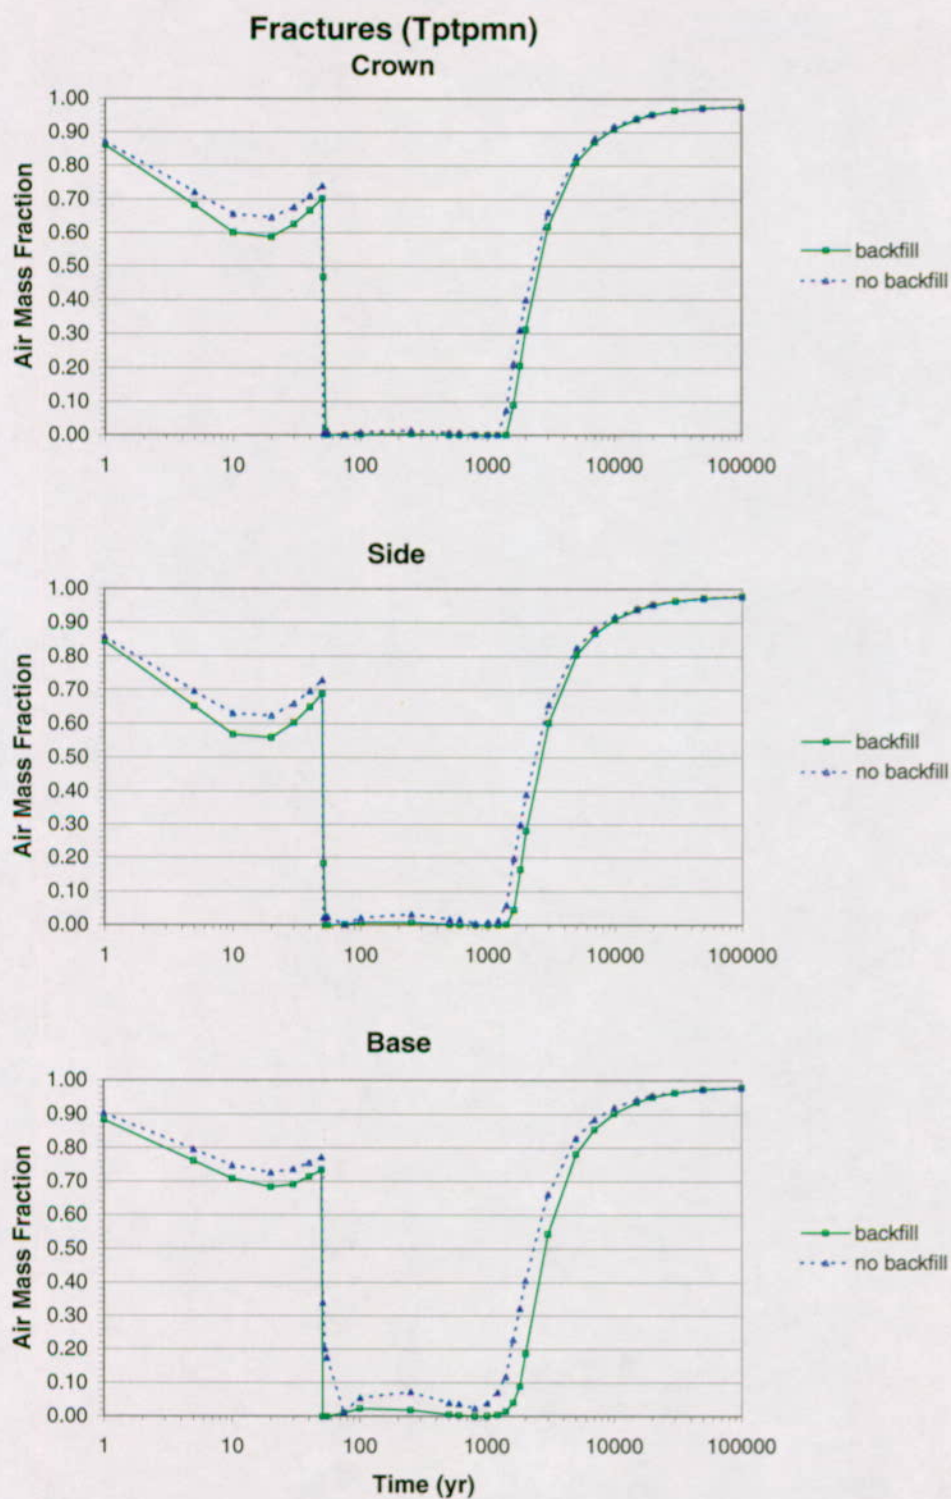 Fractures (Tptpmn)
Crown
Air Mass Fraction
1.00
0.90
0.80
0.70
0.60
0.50
0.40
0.30
0.20
0.10
0.00
1 10 100 1000 10000 100000
backfill
no backfill
Side
Air Mass Fraction
1.00
0.90
0.80
0.70
0.60
0.50
0.40
0.30
0.20
0.10
0.00
1 10 100 1000 10000 100000
backfill
no backfill
Base
Air Mass Fraction
1.00
0.90
0.80
0.70
0.60
0.50
0.40
0.30
0.20
0.10
0.00
1 10 100 1000 10000 100000
backfill
no backfill
Time (yr)